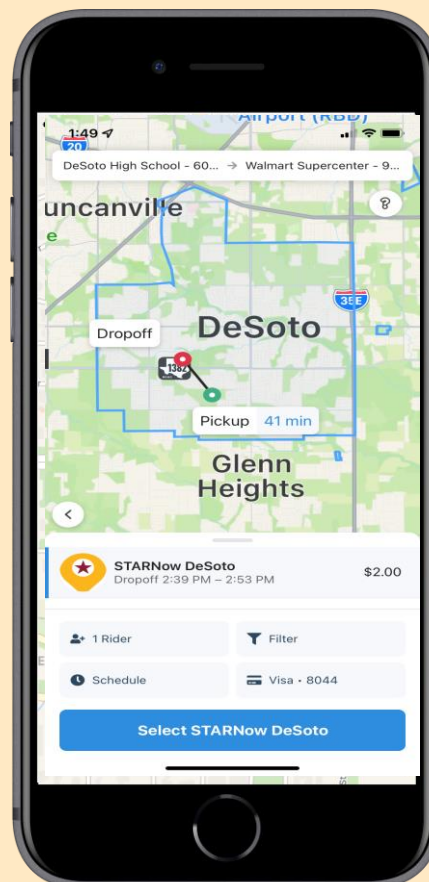 Airport (RBD)
1:49
20
DeSoto High School - 60... → Walmart Supercenter - 9...
uncanville
e
35E
DeSoto
Dropoff
1382
Pickup 41 min
Glenn
Heights
STARNow DeSoto
Dropoff 2:39 PM – 2:53 PM
$2.00
1 Rider
Filter
Schedule
Visa • 8044
Select STARNow DeSoto